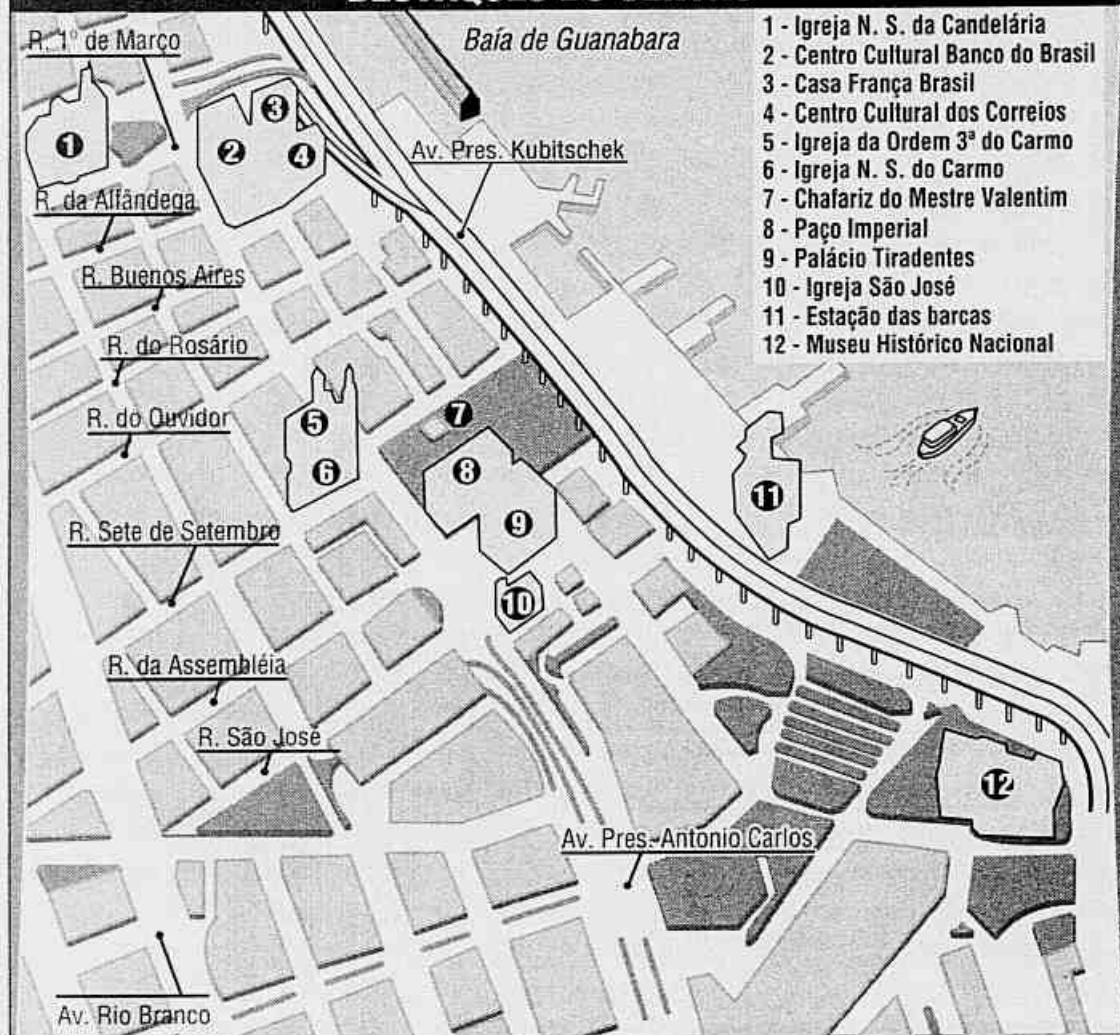 R. 1º de Março
Baía de Guanabara
1 - Igreja N. S. da Candelária
2 - Centro Cultural Banco do Brasil
3 - Casa França Brasil
4 - Centro Cultural dos Correios
5 - Igreja da Ordem 3ª do Carmo
6 - Igreja N. S. do Carmo
7 - Chafariz do Mestre Valentim
8 - Paço Imperial
9 - Palácio Tiradentes
10 - Igreja São José
11 - Estação das barcas
12 - Museu Histórico Nacional
3
1
2
4
Av. Pres. Kubitschek
R. da Alfândega
R. Buenos Aires
R. do Rosário
R. do Ouvidor
5
7
6
8
11
9
R. Sete de Setembro
10
R. da Assembléia
R. São José
12
Av. Pres. Antonio Carlos
Av. Rio Branco